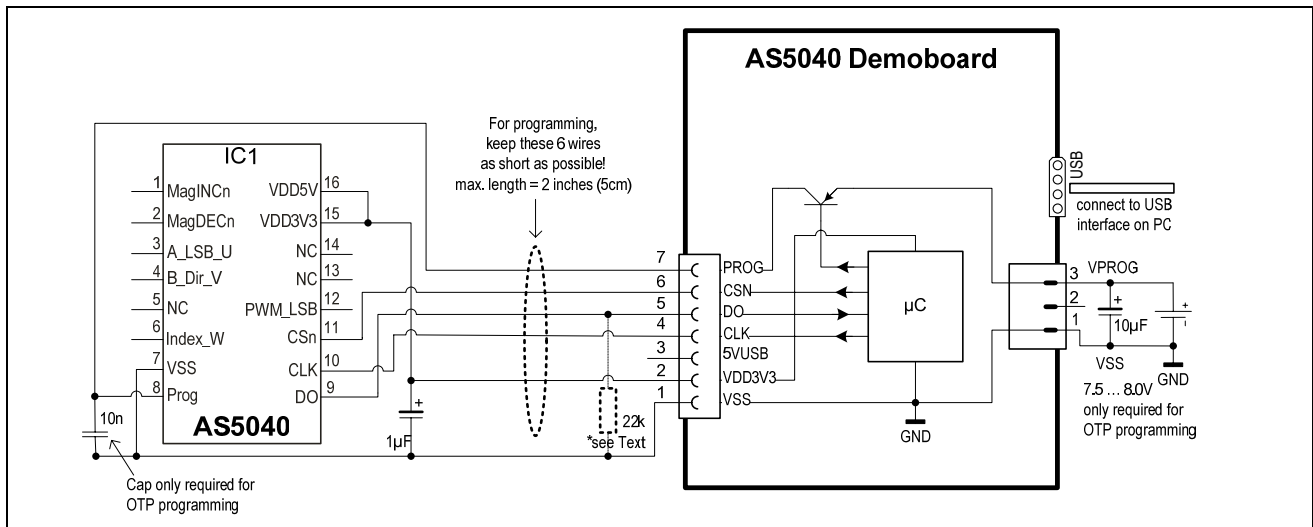 AS5040 Demoboard
For programming,
keep these 6 wires
as short as possible!
max. length = 2 inches (5cm)
IC1
1 MagINCn
2 MagDECn
3 A_LSB_U
4 B_Dir_V
5 NC
6 Index_W
7 VSS
8 Prog
VDD5V 16
VDD3V3 15
NC 14
NC 13
PWM_LSB 12
CSn 11
CLK 10
DO 9
AS5040
10n
Cap only required for
OTP programming
1µF
22k
*see Text
7 PROG
6 CSN
5 DO
4 CLK
3 5VUSB
2 VDD3V3
1 VSS
µC
GND
USB
connect to USB
interface on PC
3 VPROG
2
1
+
10µF
+
-
VSS
GND
7.5 ... 8.0V
only required for
OTP programming
+